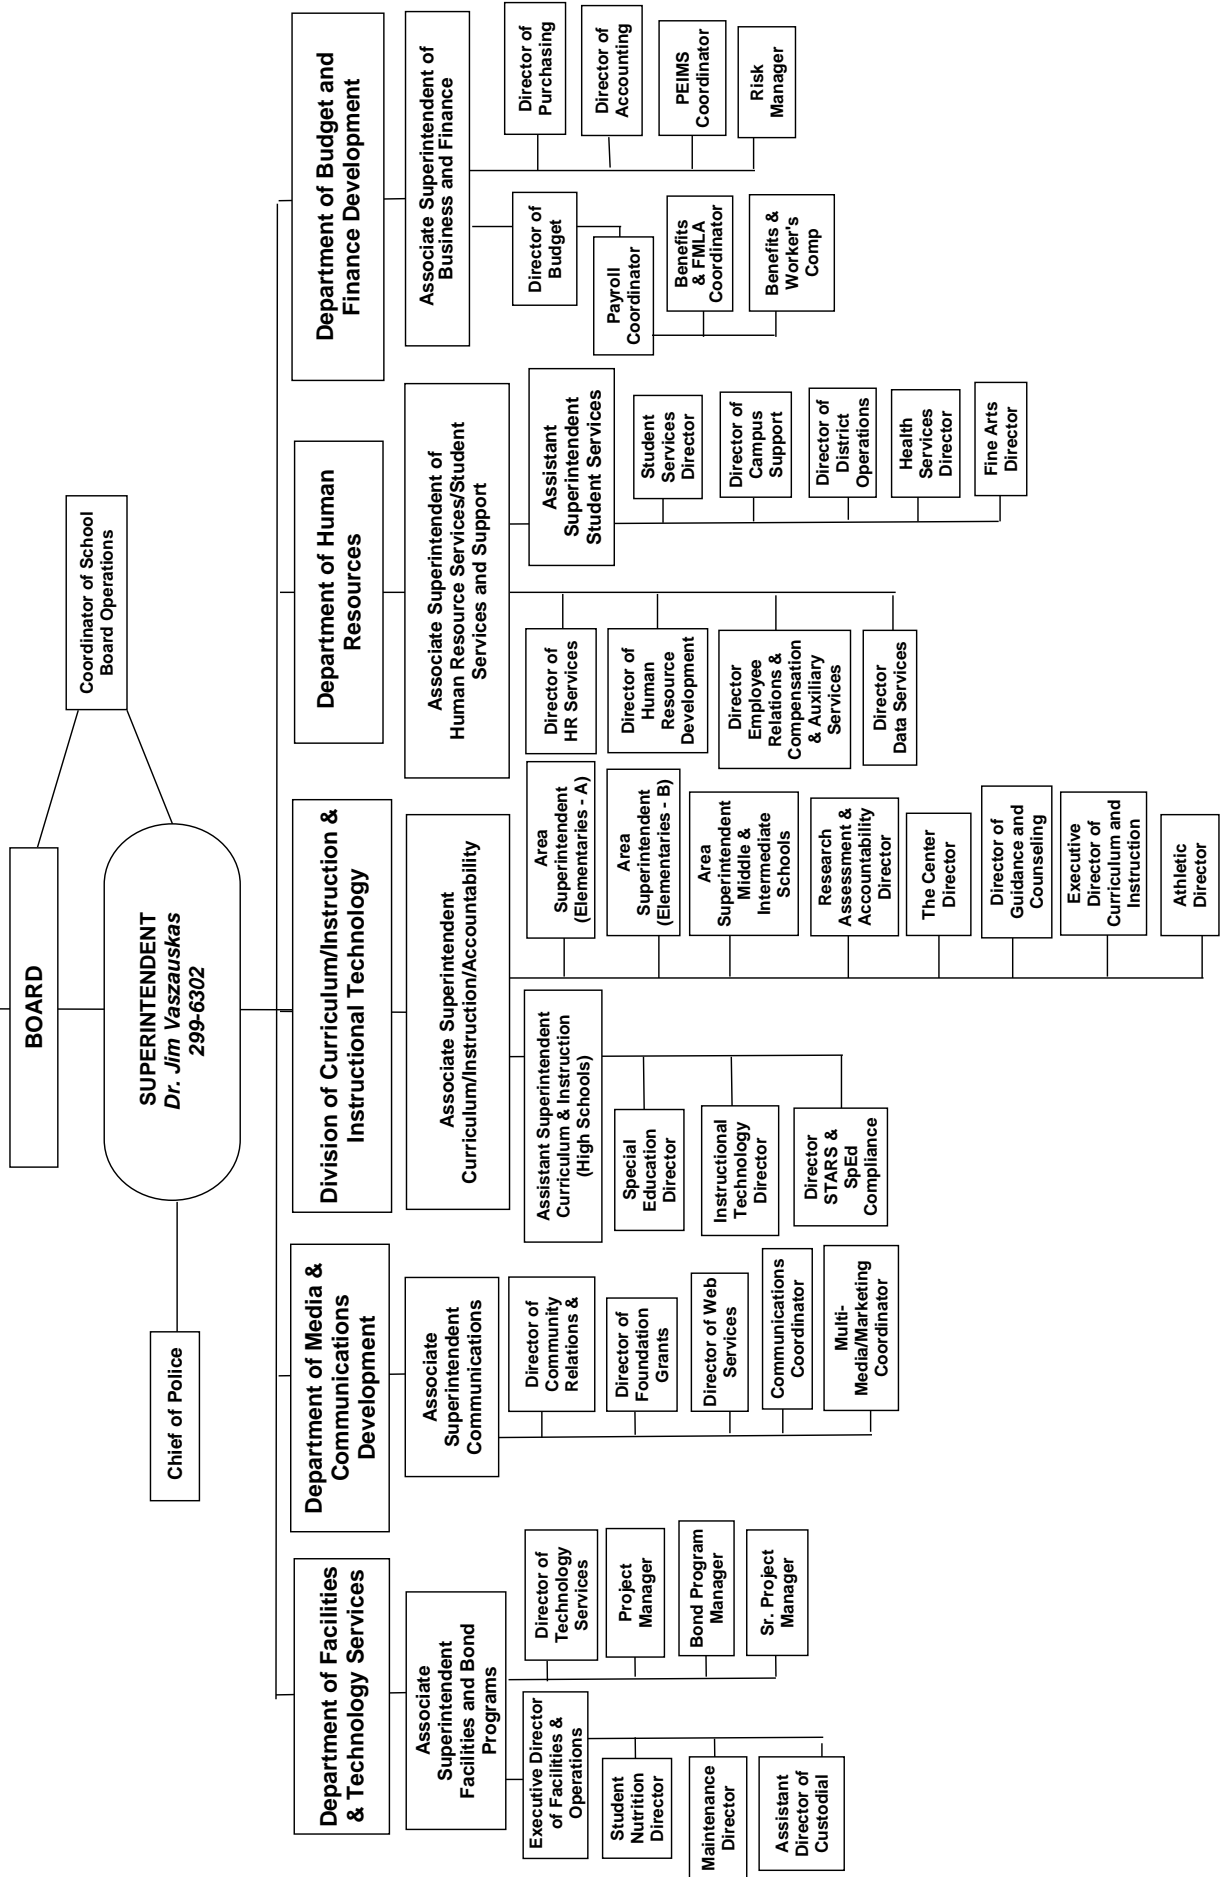 BOARD
Coordinator of School
Board Operations
SUPERINTENDENT
Dr. Jim Vaszauskas
299-6302
Chief of Police
Department of Facilities
& Technology Services
Associate
Superintendent
Facilities and Bond
Programs
Executive Director
of Facilities &
Operations
Student
Nutrition
Director
Maintenance
Director
Assistant
Director of
Custodial
Director of
Technology
Services
Project
Manager
Bond Program
Manager
Sr. Project
Manager
Department of Media &
Communications
Development
Associate
Superintendent
Communications
Director of
Community
Relations &
Director of
Foundation
Grants
Director of Web
Services
Communications
Coordinator
Multi-
Media/Marketing
Coordinator
Division of Curriculum/Instruction &
Instructional Technology
Associate Superintendent
Curriculum/Instruction/Accountability
Assistant Superintendent
Curriculum & Instruction
(High Schools)
Special
Education
Director
Instructional
Technology
Director
Director
STARS &
SpEd
Compliance
Area
Superintendent
(Elementaries - A)
Area
Superintendent
(Elementaries - B)
Area
Superintendent
Middle &
Intermediate
Schools
Research
Assessment &
Accountability
Director
The Center
Director
Director of
Guidance and
Counseling
Executive
Director of
Curriculum and
Instruction
Athletic
Director
Department of Human
Resources
Associate Superintendent of
Human Resource Services/Student
Services and Support
Director of
HR Services
Director of
Human
Resource
Development
Director
Employee
Relations &
Compensation
& Auxiliary
Services
Director
Data Services
Assistant
Superintendent
Student Services
Student
Services
Director
Director of
Campus
Support
Director of
District
Operations
Health
Services
Director
Fine Arts
Director
Department of Budget and
Finance Development
Associate Superintendent of
Business and Finance
Director of
Budget
Payroll
Coordinator
Benefits
& FMLA
Coordinator
Benefits &
Worker's
Comp
Director of
Purchasing
Director of
Accounting
PEIMS
Coordinator
Risk
Manager